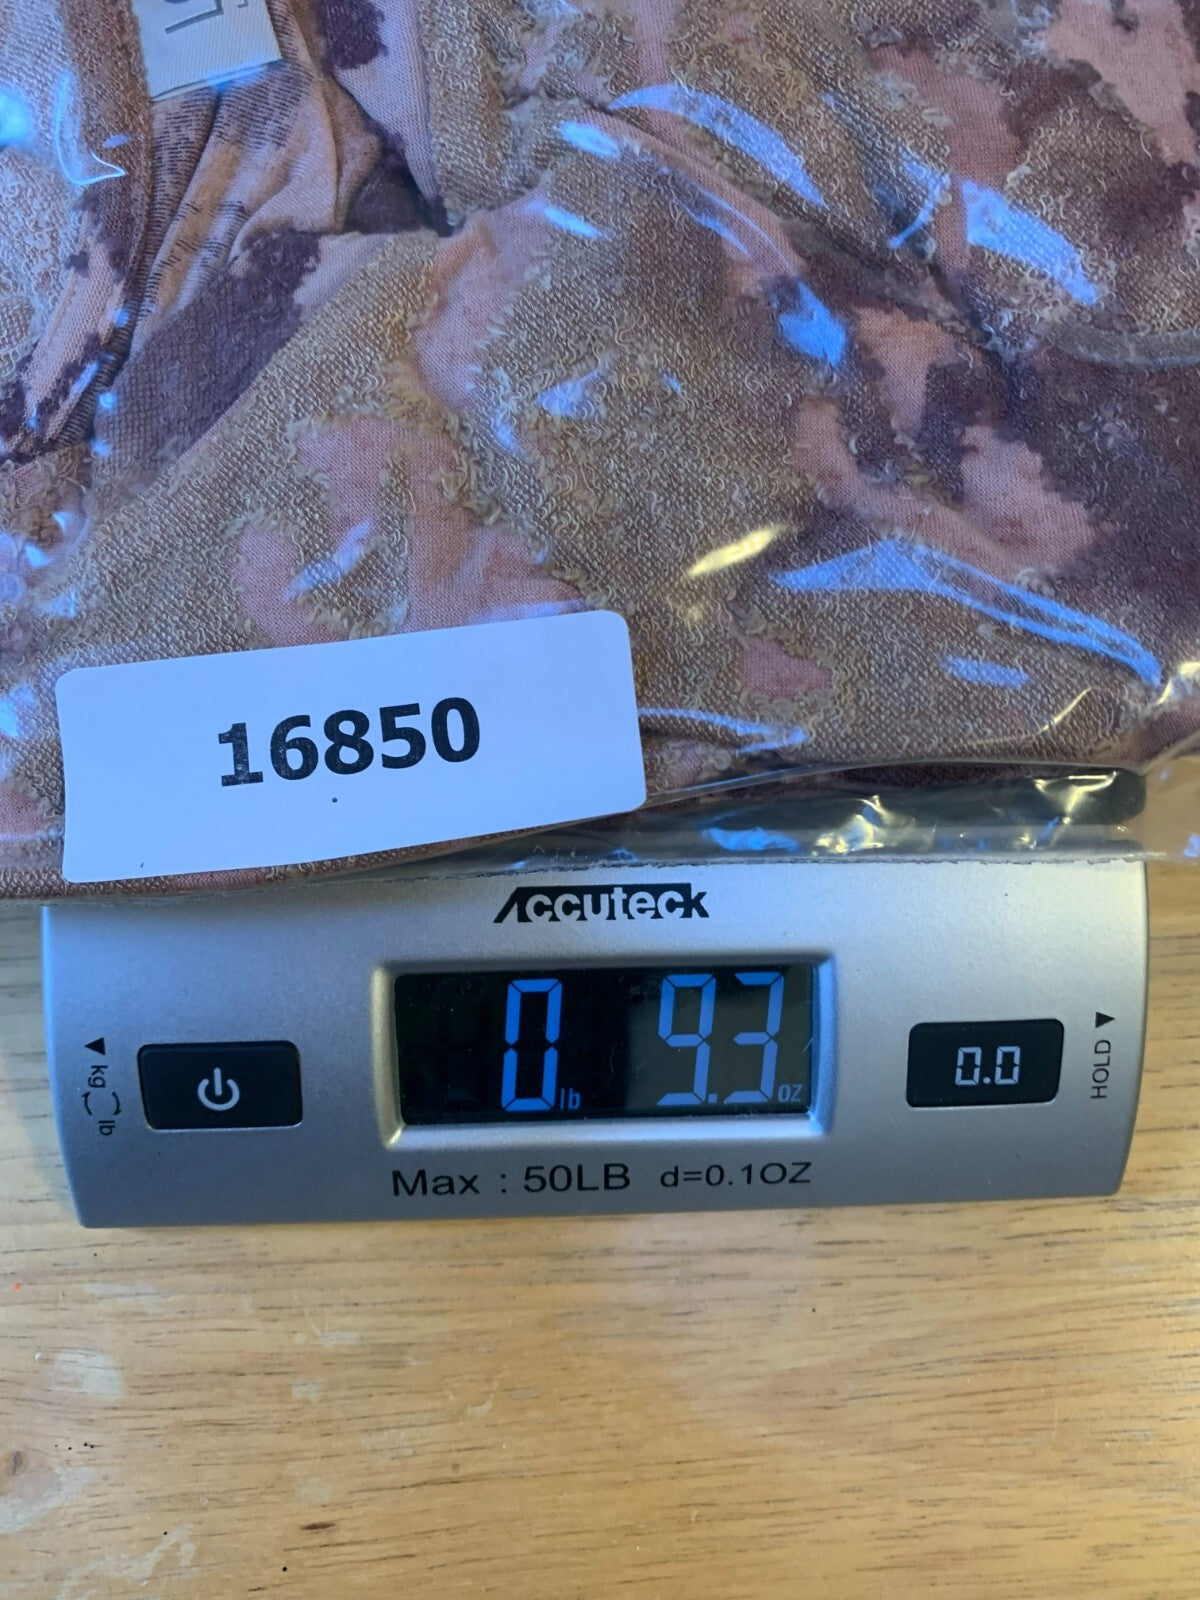 16850
Accuteck
0 lb 9.3 oz
kg lb
0.0
HOLD
Max : 50LB d=0.1OZ